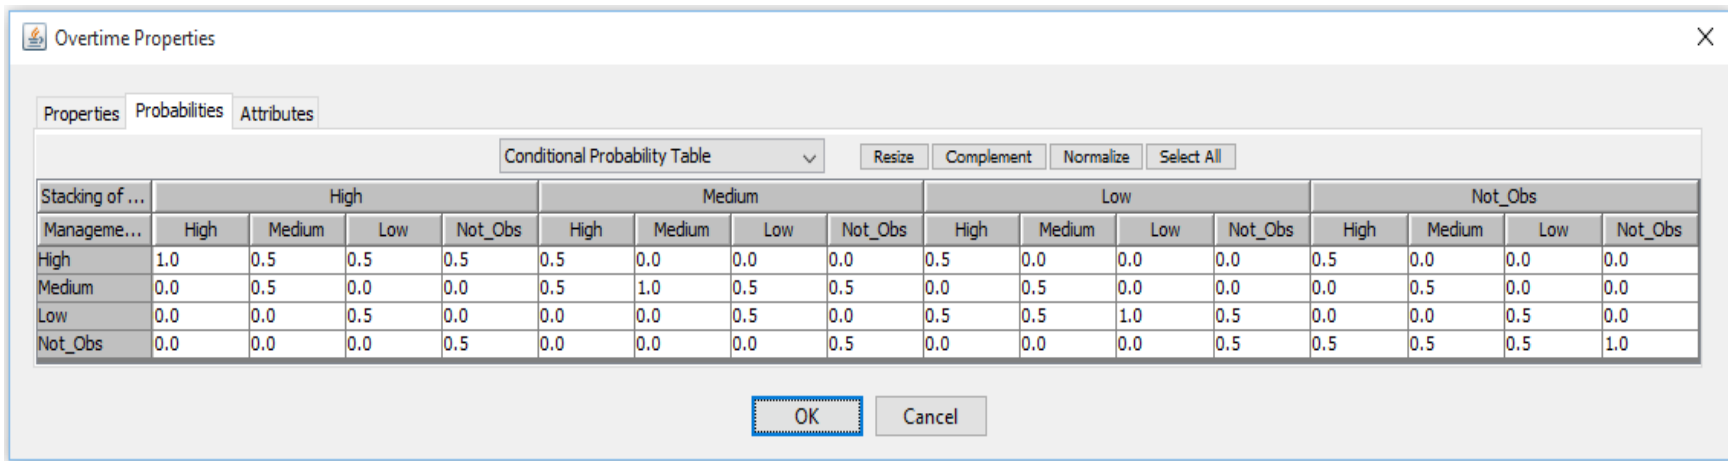 Overtime Properties
Properties Probabilities Attributes
Conditional Probability Table Resize Complement Normalize Select All
Stacking of ... High Medium Low Not_Obs
Manageme... High Medium Low Not_Obs High Medium Low Not_Obs High Medium Low Not_Obs High Medium Low Not_Obs
High 1.0 0.5 0.5 0.5 0.5 0.0 0.0 0.0 0.5 0.0 0.0 0.0 0.5 0.0 0.0 0.0
Medium 0.0 0.5 0.0 0.0 0.5 1.0 0.5 0.5 0.0 0.5 0.0 0.0 0.0 0.5 0.0 0.0
Low 0.0 0.0 0.5 0.0 0.0 0.0 0.5 0.0 0.5 0.5 1.0 0.5 0.0 0.0 0.5 0.0
Not_Obs 0.0 0.0 0.0 0.5 0.0 0.0 0.0 0.5 0.0 0.0 0.0 0.5 0.5 0.5 0.5 1.0
OK Cancel